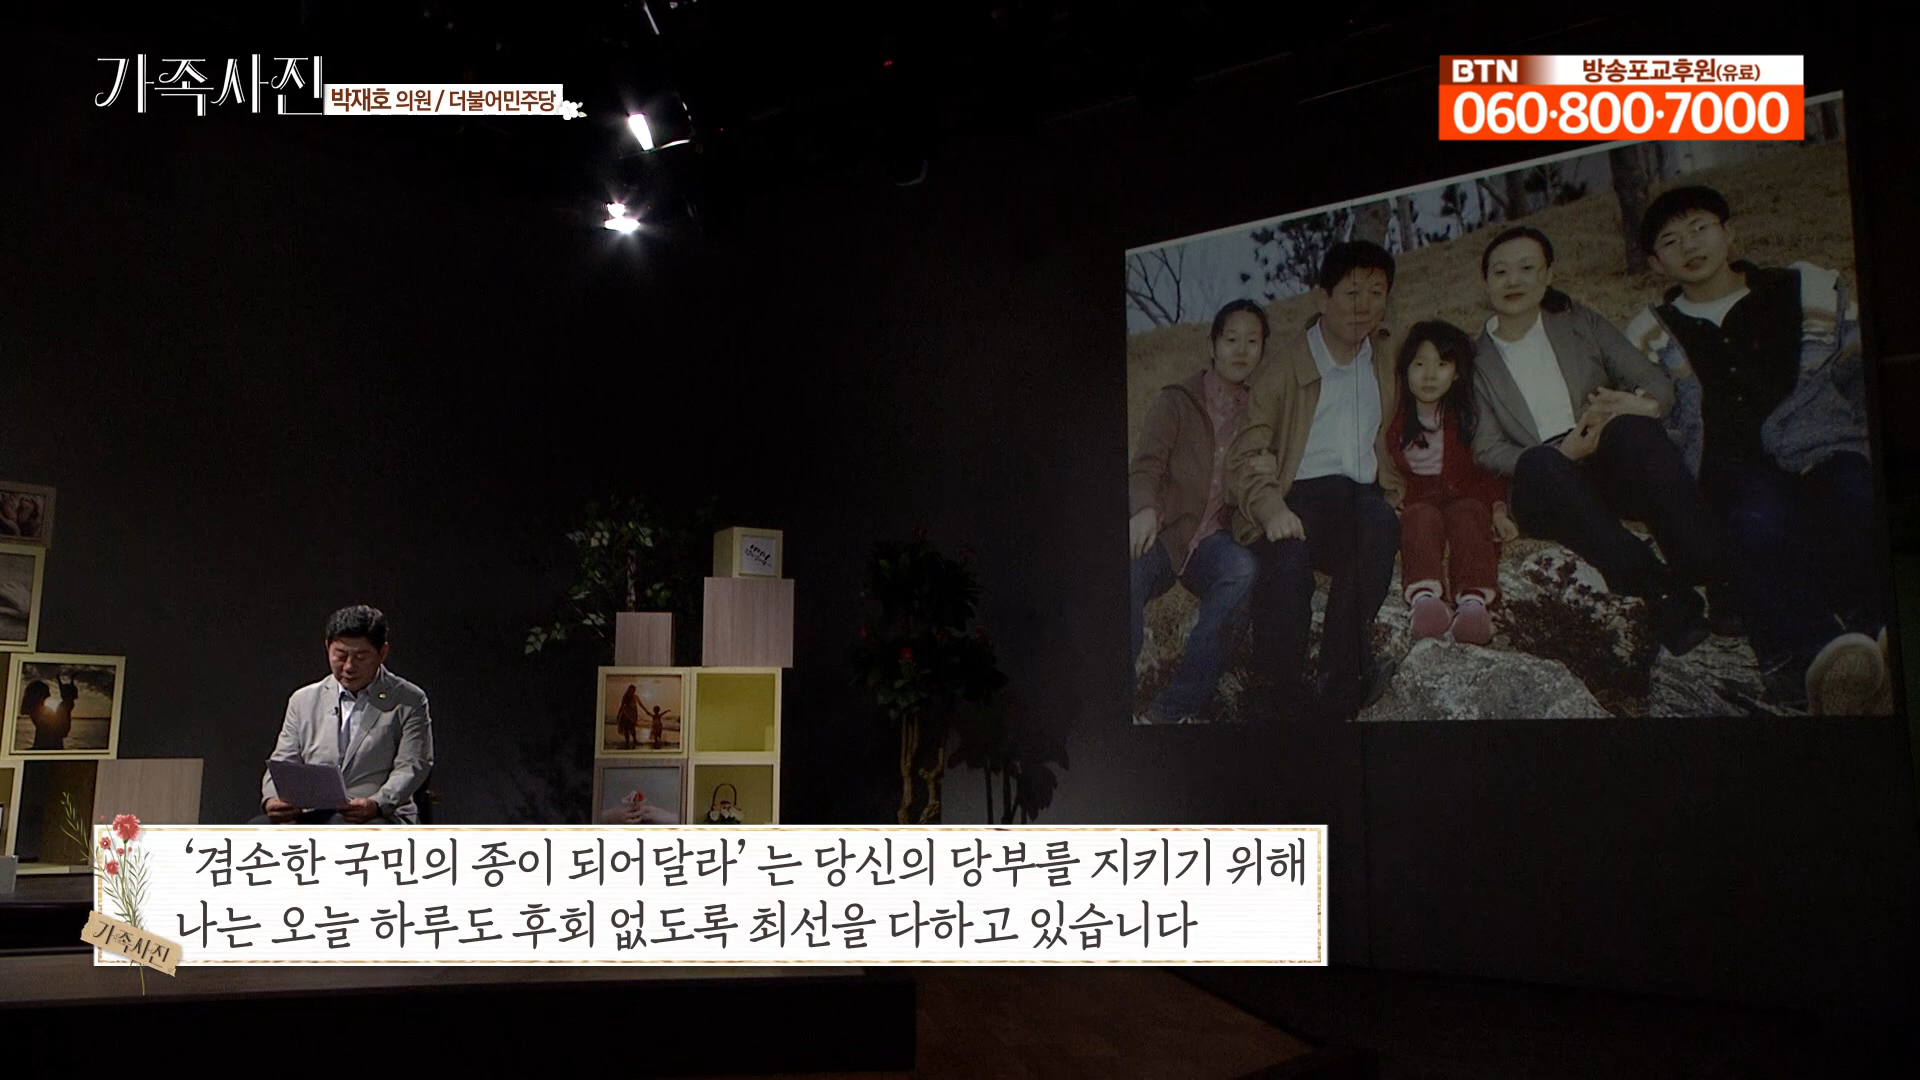 가족사진
박재호 의원 / 더불어민주당
BTN 방송포교후원(유료)
060·800·7000
‘겸손한 국민의 종이 되어달라’ 는 당신의 당부를 지키기 위해
나는 오늘 하루도 후회 없도록 최선을 다하고 있습니다
가족사진